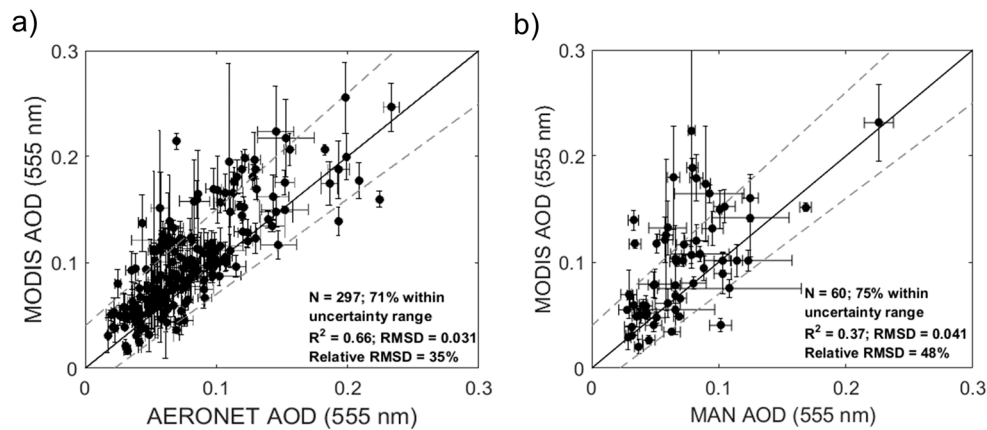 a)
MODIS AOD (555 nm)
0.3
0.2
0.1
0
0
0.1
0.2
0.3
N = 297; 71% within
uncertainty range
R² = 0.66; RMSD = 0.031
Relative RMSD = 35%
AERONET AOD (555 nm)
b)
MODIS AOD (555 nm)
0.3
0.2
0.1
0
0
0.1
0.2
0.3
N = 60; 75% within
uncertainty range
R² = 0.37; RMSD = 0.041
Relative RMSD = 48%
MAN AOD (555 nm)